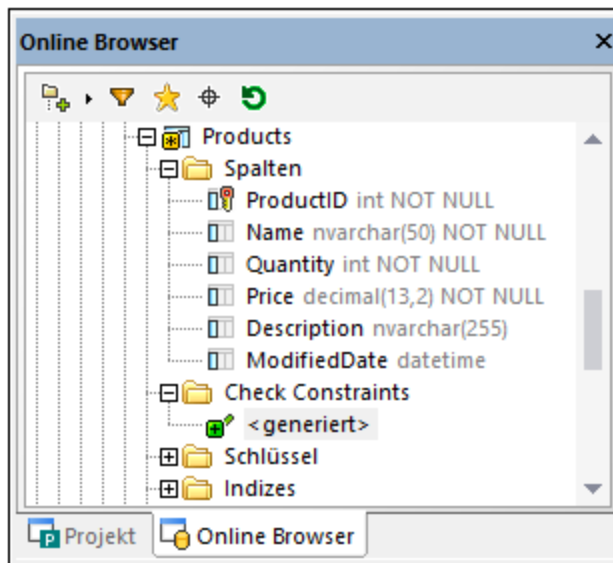 Online Browser
Products
Spalten
ProductID int NOT NULL
Name nvarchar(50) NOT NULL
Quantity int NOT NULL
Price decimal(13,2) NOT NULL
Description nvarchar(255)
ModifiedDate datetime
Check Constraints
<generiert>
Schlüssel
Indizes
Projekt Online Browser